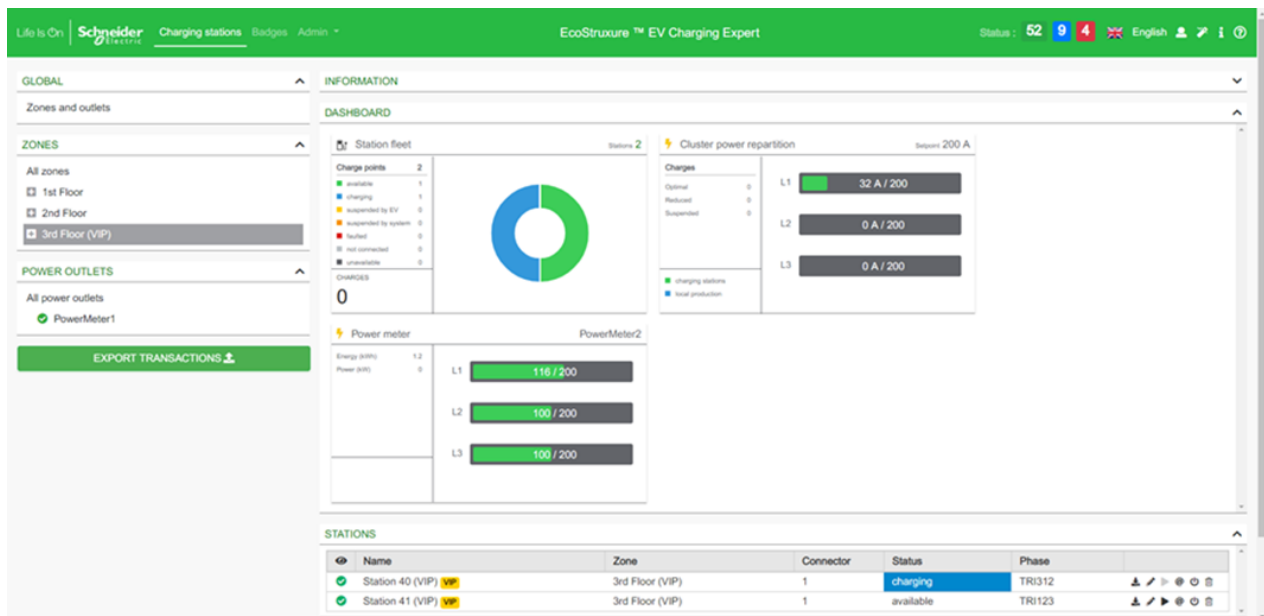 Life Is On Schneider Electric Charging stations Badges Admin EcoStruxure ™ EV Charging Expert Status : 52 9 4 English
GLOBAL
Zones and outlets
ZONES
All zones
1st Floor
2nd Floor
3rd Floor (VIP)
POWER OUTLETS
All power outlets
PowerMeter1
EXPORT TRANSACTIONS
INFORMATION
DASHBOARD
Station fleet Stations 2
Charge points 2
available 1
charging 1
suspended by EV 0
suspended by system 0
faulted 0
not connected 0
unavailable 0
CHARGES
0
Cluster power repartition Setpoint 200 A
Charges
Optimal 0
Reduced 0
Suspended 0
charging stations
local production
L1 32 A / 200
L2 0 A / 200
L3 0 A / 200
Power meter PowerMeter2
Energy (kWh) 1.2
Power (kW) 0
L1 116 / 200
L2 100 / 200
L3 100 / 200
STATIONS
Name Zone Connector Status Phase
Station 40 (VIP) VIP 3rd Floor (VIP) 1 charging TRI312
Station 41 (VIP) VIP 3rd Floor (VIP) 1 available TRI123